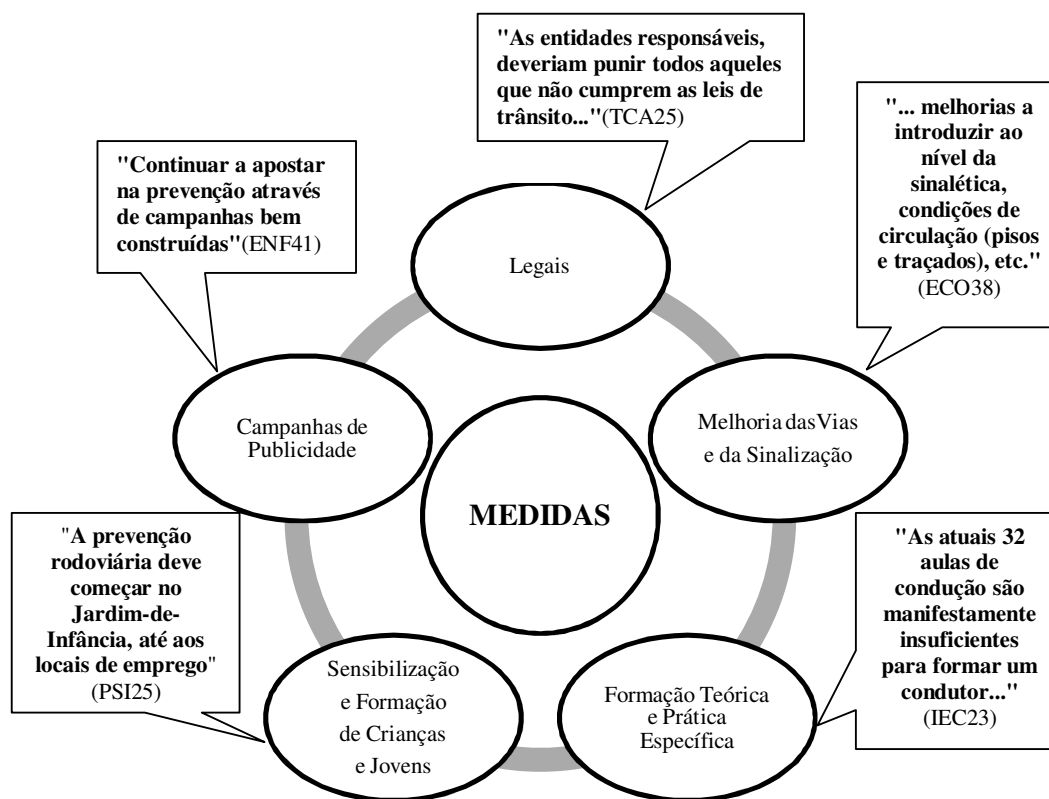 "As entidades responsáveis,
deveriam punir todos aqueles
que não cumprem as leis de
trânsito..."(TCA25)
"... melhorias a
introduzir ao
nível da
sinalética,
condições de
circulação (pisos
e traçados), etc."
(ECO38)
"Continuar a apostar
na prevenção através
de campanhas bem
construídas"(ENF41)
Legais
Campanhas de
Publicidade
Melhoria das Vias
e da Sinalização
MEDIDAS
"A prevenção
rodoviária deve
começar no
Jardim-de-
Infância, até aos
locais de emprego"
(PSI25)
"As atuais 32
aulas de
condução são
manifestamente
insuficientes
para formar um
condutor..."
(IEC23)
Sensibilização
e Formação
de Crianças
e Jovens
Formação Teórica
e Prática
Específica